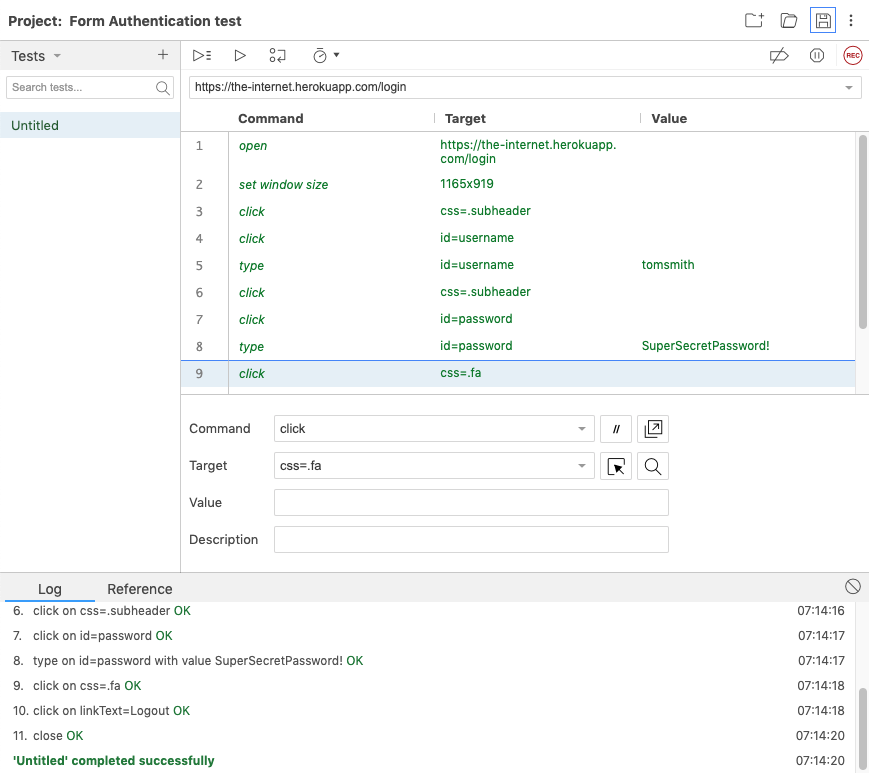 Project: Form Authentication test
Tests
Search tests...
Untitled
REC
https://the-internet.herokuapp.com/login
Command Target Value
1 open https://the-internet.herokuapp.
com/login
2 set window size 1165x919
3 click css=.subheader
4 click id=username
5 type id=username tomsmith
6 click css=.subheader
7 click id=password
8 type id=password SuperSecretPassword!
9 click css=.fa
Command click //
Target css=.fa
Value
Description
Log Reference
6. click on css=.subheader OK 07:14:16
7. click on id=password OK 07:14:17
8. type on id=password with value SuperSecretPassword! OK 07:14:17
9. click on css=.fa OK 07:14:18
10. click on linkText=Logout OK 07:14:18
11. close OK 07:14:20
'Untitled' completed successfully 07:14:20